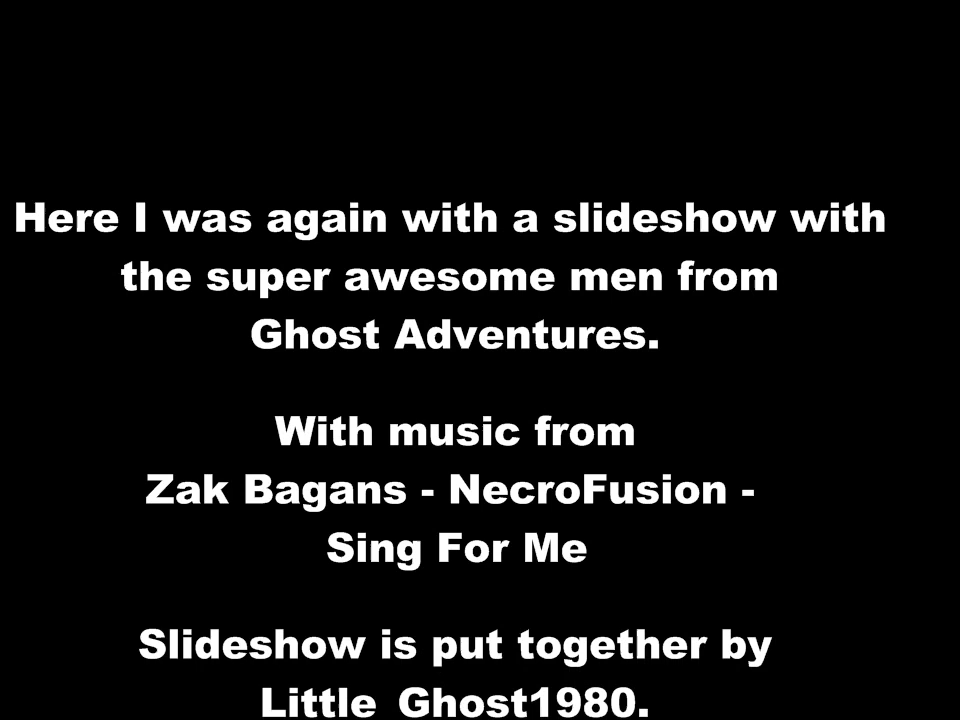 Here I was again with a slideshow with
the super awesome men from
Ghost Adventures.
With music from
Zak Bagans - NecroFusion -
Sing For Me
Slideshow is put together by
Little Ghost1980.